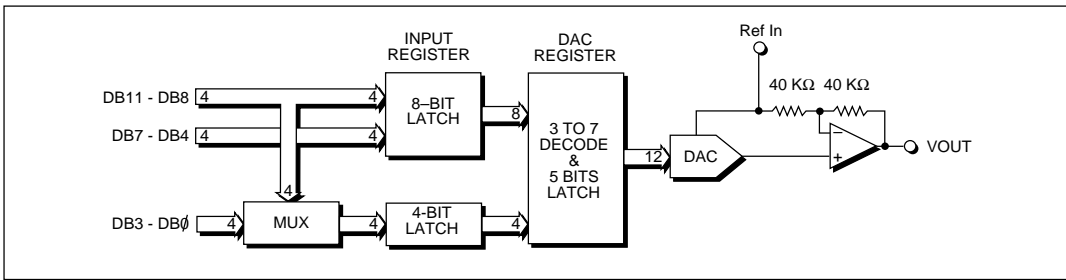 INPUT
REGISTER
DAC
REGISTER
Ref In
40 KΩ 40 KΩ
DB11 - DB8
4
4
8–BIT
LATCH
8
DB7 - DB4
4
4
3 TO 7
DECODE
&
5 BITS
LATCH
12
DAC
–
+
VOUT
4
DB3 - DB0
4
MUX
4
4-BIT
LATCH
4